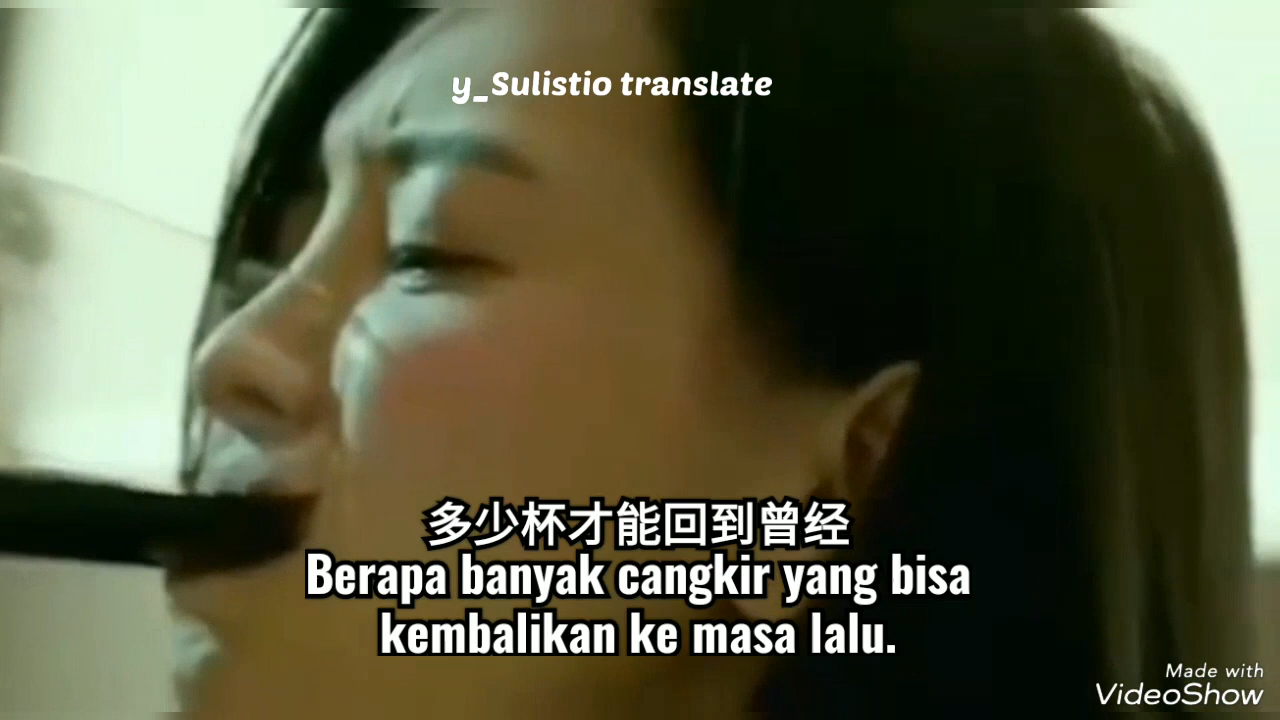 y_Sulistio translate
多少杯才能回到曾经
Berapa banyak cangkir yang bisa
kembalikan ke masa lalu.
Made with
VideoShow